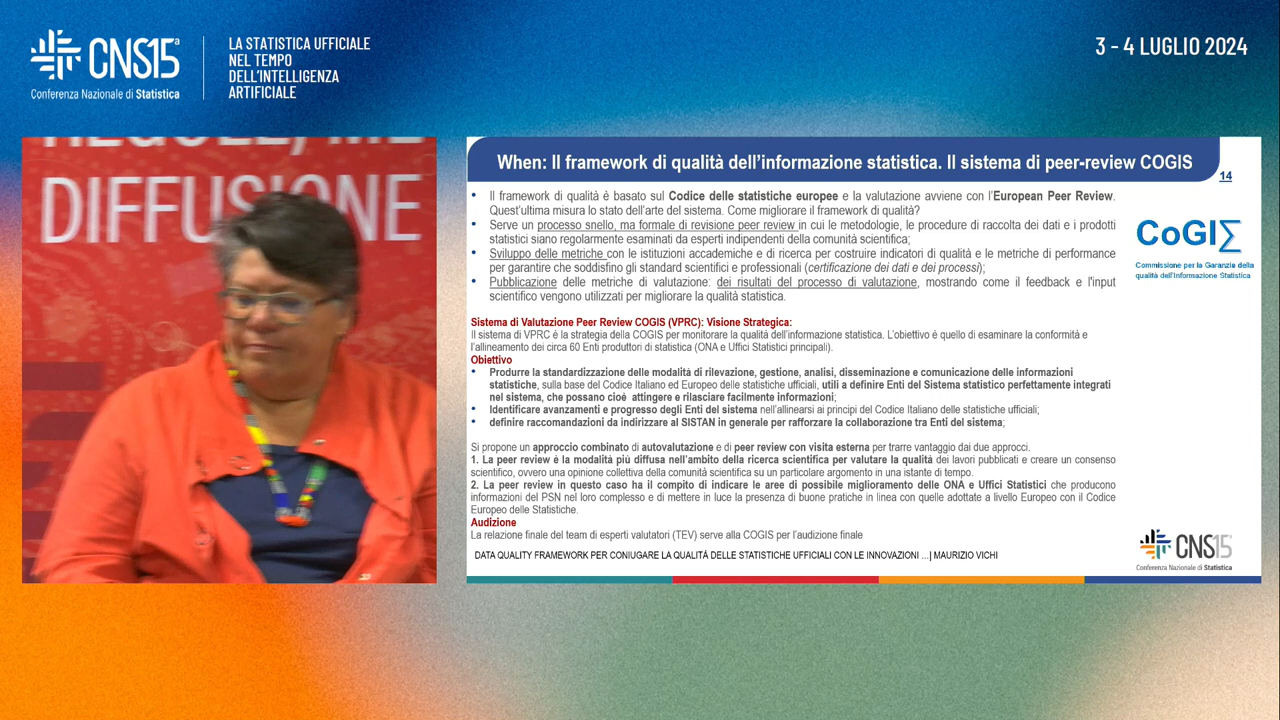 CNS15ª
Conferenza Nazionale di Statistica
LA STATISTICA UFFICIALE
NEL TEMPO
DELL'INTELLIGENZA
ARTIFICIALE
3 - 4 LUGLIO 2024
DIFFUSIONE
When: Il framework di qualità dell'informazione statistica. Il sistema di peer-review COGIS
14
• Il framework di qualità è basato sul Codice delle statistiche europee e la valutazione avviene con l'European Peer Review.
Quest'ultima misura lo stato dell'arte del sistema. Come migliorare il framework di qualità?
• Serve un processo snello, ma formale di revisione peer review in cui le metodologie, le procedure di raccolta dei dati e i prodotti
statistici siano regolarmente esaminati da esperti indipendenti della comunità scientifica;
• Sviluppo delle metriche con le istituzioni accademiche e di ricerca per costruire indicatori di qualità e le metriche di performance
per garantire che soddisfino gli standard scientifici e professionali (certificazione dei dati e dei processi);
• Pubblicazione delle metriche di valutazione: dei risultati del processo di valutazione, mostrando come il feedback e l'input
scientifico vengono utilizzati per migliorare la qualità statistica.
CoGI∑
Commissione per la Garanzia della
qualità dell'Informazione Statistica
Sistema di Valutazione Peer Review COGIS (VPRC): Visione Strategica:
Il sistema di VPRC è la strategia della COGIS per monitorare la qualità dell'informazione statistica. L'obiettivo é quello di esaminare la conformità e
l'allineamento dei circa 60 Enti produttori di statistica (ONA e Uffici Statistici principali).
Obiettivo
• Produrre la standardizzazione delle modalità di rilevazione, gestione, analisi, disseminazione e comunicazione delle informazioni
statistiche, sulla base del Codice Italiano ed Europeo delle statistiche ufficiali, utili a definire Enti del Sistema statistico perfettamente integrati
nel sistema, che possano cioè attingere e rilasciare facilmente informazioni;
• Identificare avanzamenti e progresso degli Enti del sistema nell'allinearsi ai principi del Codice Italiano delle statistiche ufficiali;
• definire raccomandazioni da indirizzare al SISTAN in generale per rafforzare la collaborazione tra Enti del sistema;
Si propone un approccio combinato di autovalutazione e di peer review con visita esterna per trarre vantaggio dai due approcci.
1. La peer review è la modalità più diffusa nell'ambito della ricerca scientifica per valutare la qualità dei lavori pubblicati e creare un consenso
scientifico, ovvero una opinione collettiva della comunità scientifica su un particolare argomento in una istante di tempo.
2. La peer review in questo caso ha il compito di indicare le aree di possibile miglioramento delle ONA e Uffici Statistici che producono
informazioni del PSN nel loro complesso e di mettere in luce la presenza di buone pratiche in linea con quelle adottate a livello Europeo con il Codice
Europeo delle Statistiche.
Audizione
La relazione finale del team di esperti valutatori (TEV) serve alla COGIS per l'audizione finale
DATA QUALITY FRAMEWORK PER CONIUGARE LA QUALITÀ DELLE STATISTICHE UFFICIALI CON LE INNOVAZIONI ...| MAURIZIO VICHI
CNS15
Conferenza Nazionale di Statistica